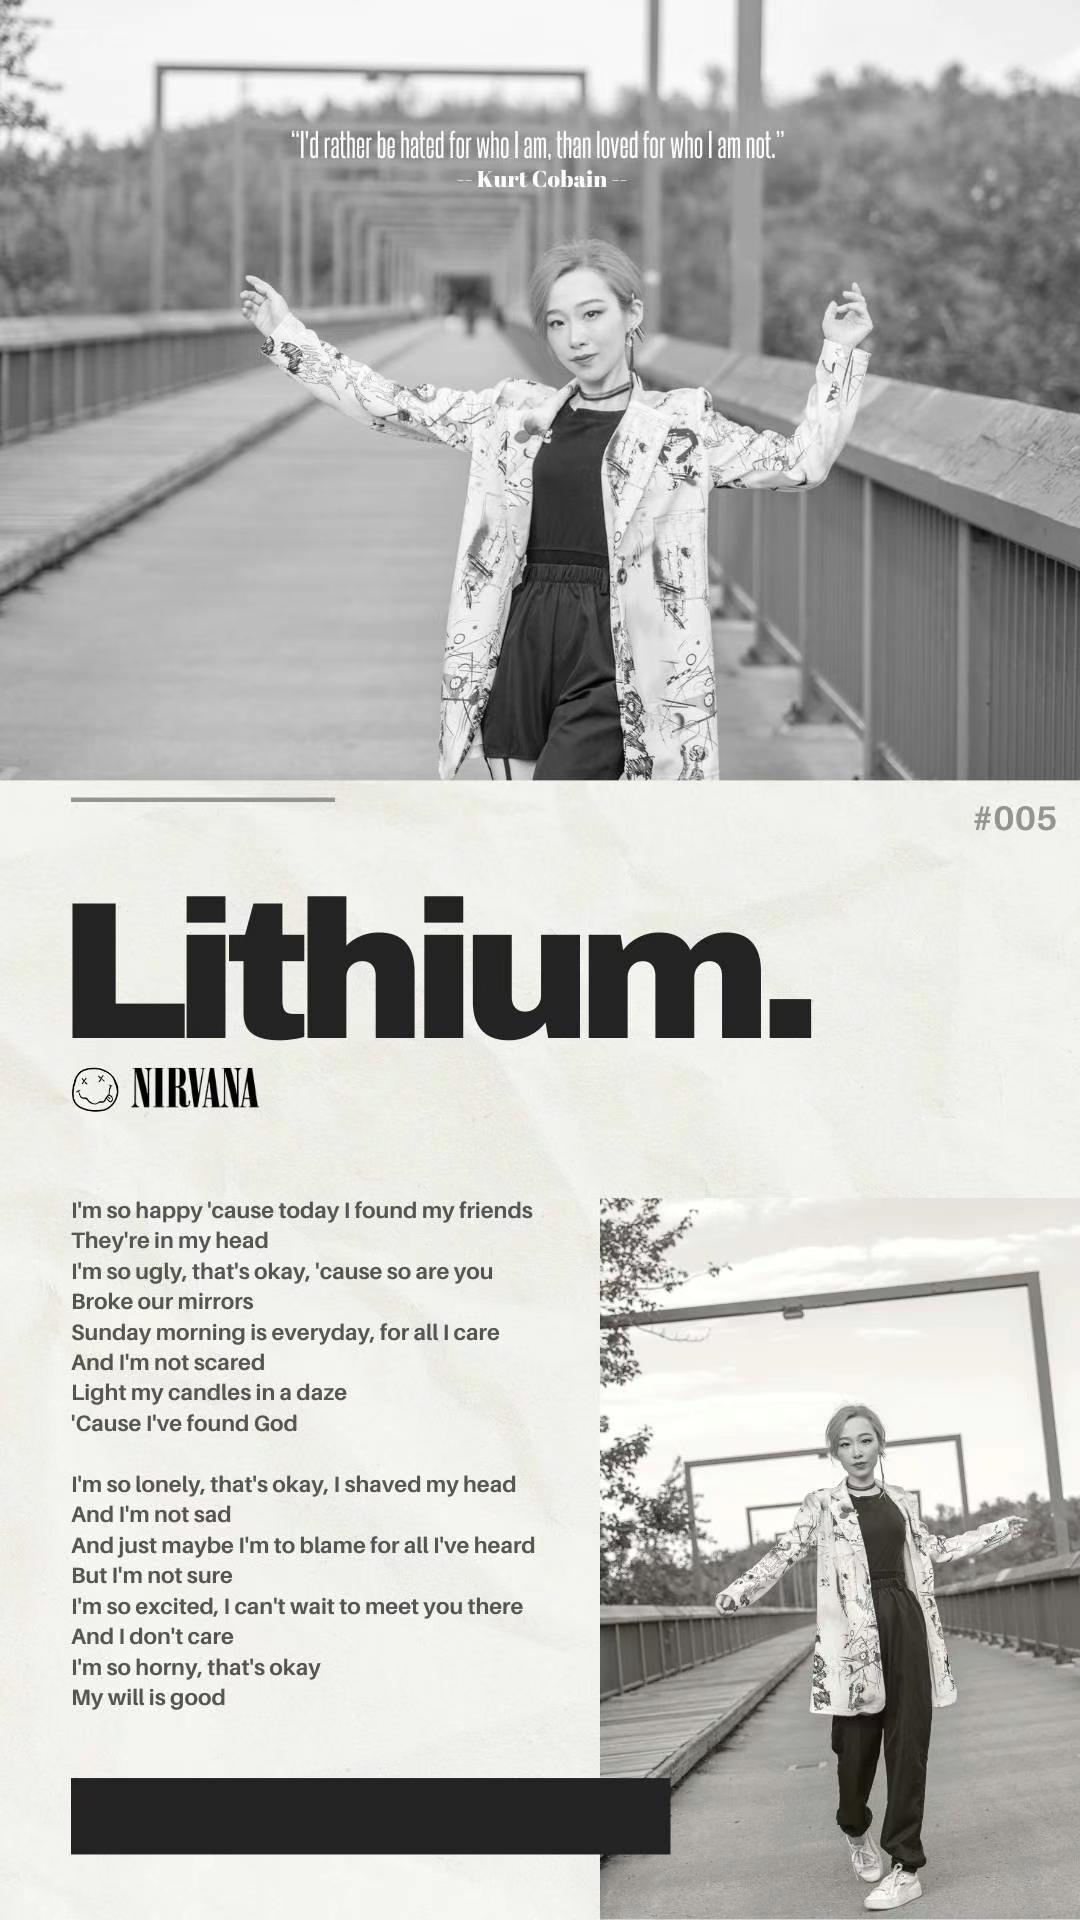 “I'd rather be hated for who I am, than loved for who I am not.”
-- Kurt Cobain --
#005
Lithium.
NIRVANA
I'm so happy 'cause today I found my friends
They're in my head
I'm so ugly, that's okay, 'cause so are you
Broke our mirrors
Sunday morning is everyday, for all I care
And I'm not scared
Light my candles in a daze
'Cause I've found God
I'm so lonely, that's okay, I shaved my head
And I'm not sad
And just maybe I'm to blame for all I've heard
But I'm not sure
I'm so excited, I can't wait to meet you there
And I don't care
I'm so horny, that's okay
My will is good